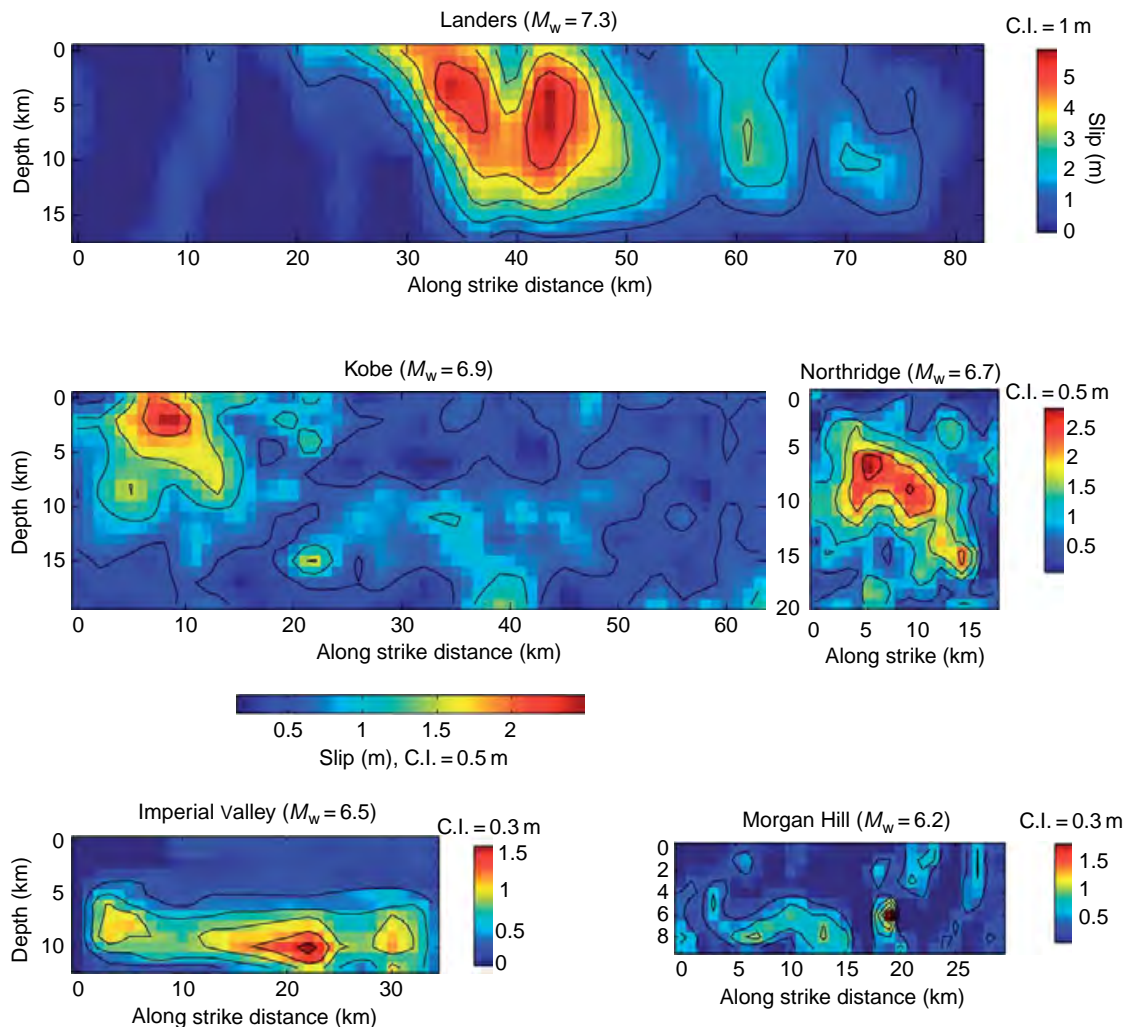 Landers (Mw = 7.3)
C.I. = 1 m
0
5
10
15
Depth (km)
0 10 20 30 40 50 60 70 80
Along strike distance (km)
5
4
3
2
1
0
Slip (m)
Kobe (Mw = 6.9)
0
5
10
15
Depth (km)
0 10 20 30 40 50 60
Along strike distance (km)
Northridge (Mw = 6.7)
C.I. = 0.5 m
0
5
10
15
20
0 5 10 15
Along strike (km)
2.5
2
1.5
1
0.5
0.5 1 1.5 2
Slip (m), C.I. = 0.5 m
Imperial Valley (Mw = 6.5)
C.I. = 0.3 m
0
5
10
Depth (km)
0 10 20 30
Along strike distance (km)
1.5
1
0.5
0
Morgan Hill (Mw = 6.2)
C.I. = 0.3 m
0
2
4
6
8
0 5 10 15 20 25
Along strike distance (km)
1.5
1
0.5